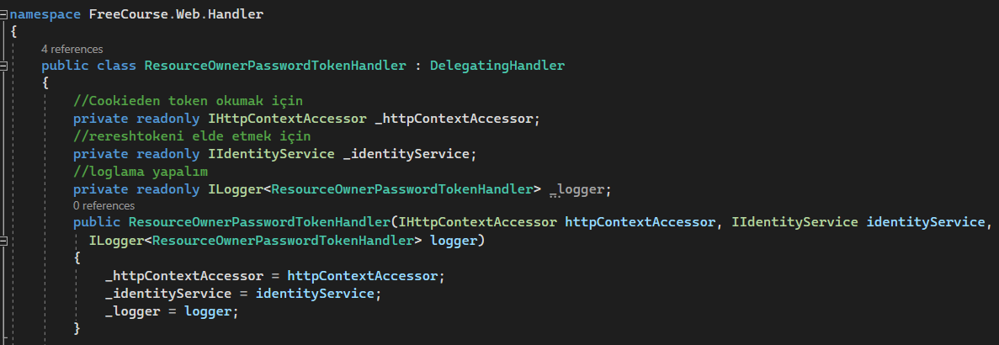 namespace FreeCourse.Web.Handler
{
4 references
public class ResourceOwnerPasswordTokenHandler : DelegatingHandler
{
//Cookieden token okumak için
private readonly IHttpContextAccessor _httpContextAccessor;
//rereshtokeni elde etmek için
private readonly IIdentityService _identityService;
//loglama yapalım
private readonly ILogger<ResourceOwnerPasswordTokenHandler> _logger;
0 references
public ResourceOwnerPasswordTokenHandler(IHttpContextAccessor httpContextAccessor, IIdentityService identityService,
ILogger<ResourceOwnerPasswordTokenHandler> logger)
{
_httpContextAccessor = httpContextAccessor;
_identityService = identityService;
_logger = logger;
}